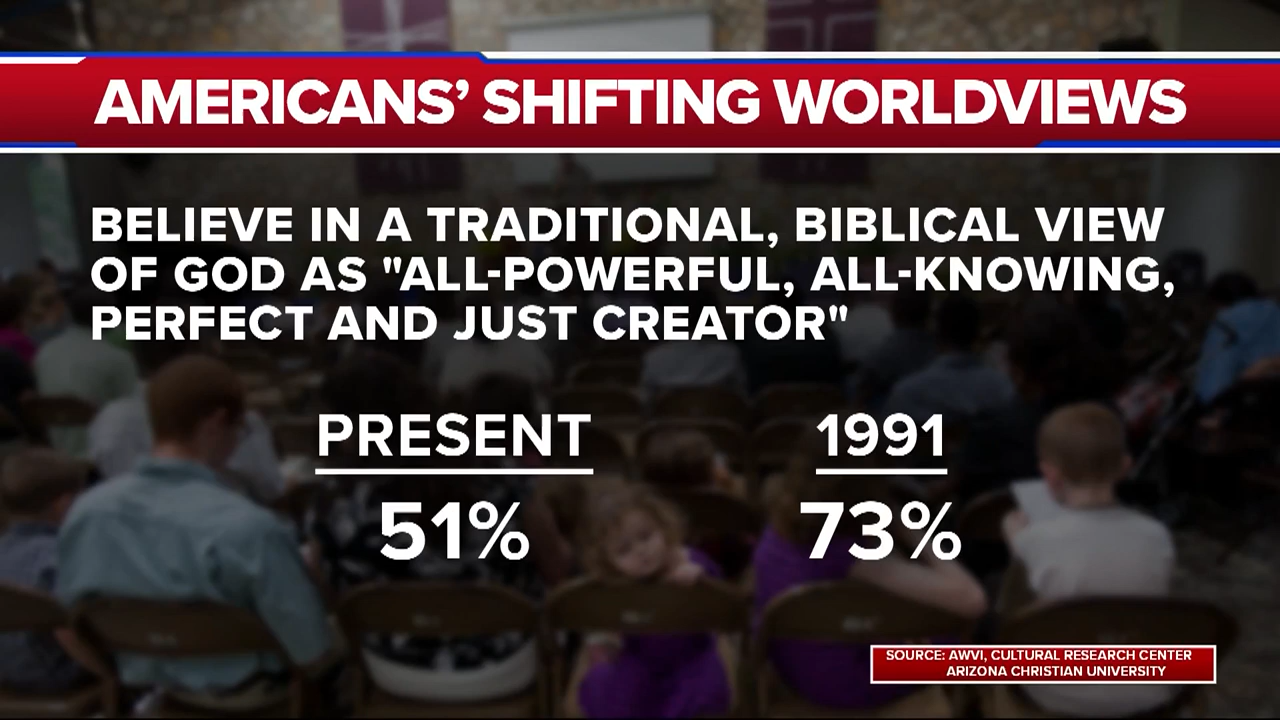 AMERICANS’ SHIFTING WORLDVIEWS
BELIEVE IN A TRADITIONAL, BIBLICAL VIEW
OF GOD AS "ALL-POWERFUL, ALL-KNOWING,
PERFECT AND JUST CREATOR"
PRESENT 1991
51% 73%
SOURCE: AWVI, CULTURAL RESEARCH CENTER
ARIZONA CHRISTIAN UNIVERSITY